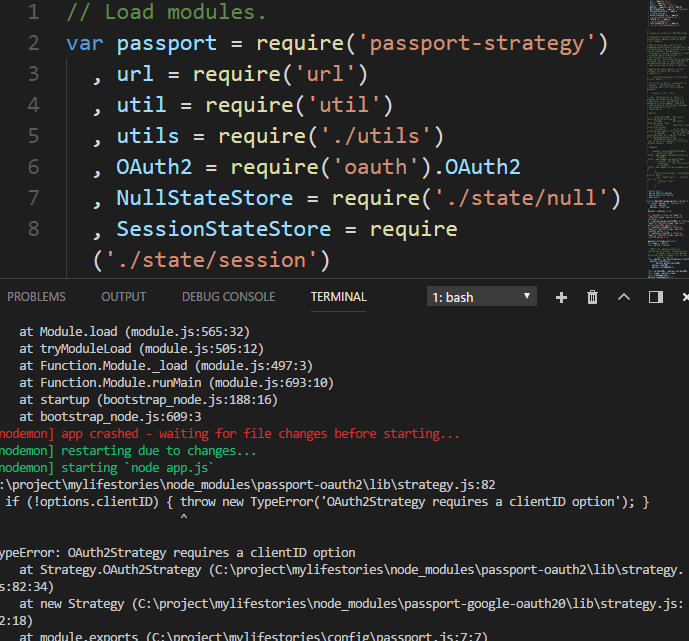 1 // Load modules.
2 var passport = require('passport-strategy')
3 , url = require('url')
4 , util = require('util')
5 , utils = require('./utils')
6 , OAuth2 = require('oauth').OAuth2
7 , NullStateStore = require('./state/null')
8 , SessionStateStore = require
('./state/session')
PROBLEMS OUTPUT DEBUG CONSOLE TERMINAL 1: bash
at Module.load (module.js:565:32)
at tryModuleLoad (module.js:505:12)
at Function.Module._load (module.js:497:3)
at Function.Module.runMain (module.js:693:10)
at startup (bootstrap_node.js:188:16)
at bootstrap_node.js:609:3
nodemon] app crashed - waiting for file changes before starting...
nodemon] restarting due to changes...
nodemon] starting `node app.js`
:\project\mylifestories\node_modules\passport-oauth2\lib\strategy.js:82
if (!options.clientID) { throw new TypeError('OAuth2Strategy requires a clientID option'); }
^
ypeError: OAuth2Strategy requires a clientID option
at Strategy.OAuth2Strategy (C:\project\mylifestories\node_modules\passport-oauth2\lib\strategy.
s:82:34)
at new Strategy (C:\project\mylifestories\node_modules\passport-google-oauth20\lib\strategy.js:
2:18)
at module.exports (C:\project\mylifestories\config\passport.js:7:7)